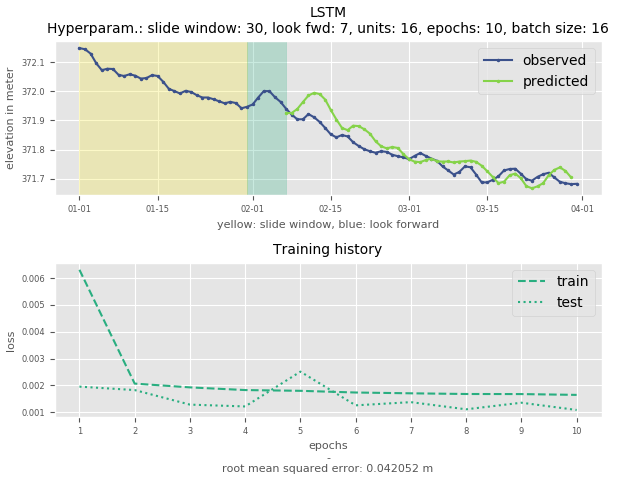 LSTM
Hyperparam.: slide window: 30, look fwd: 7, units: 16, epochs: 10, batch size: 16
observed
predicted
elevation in meter
372.1
372.0
371.9
371.8
371.7
01-01 01-15 02-01 02-15 03-01 03-15 04-01
yellow: slide window, blue: look forward
Training history
train
test
loss
0.006
0.005
0.004
0.003
0.002
0.001
1 2 3 4 5 6 7 8 9 10
epochs
-
root mean squared error: 0.042052 m